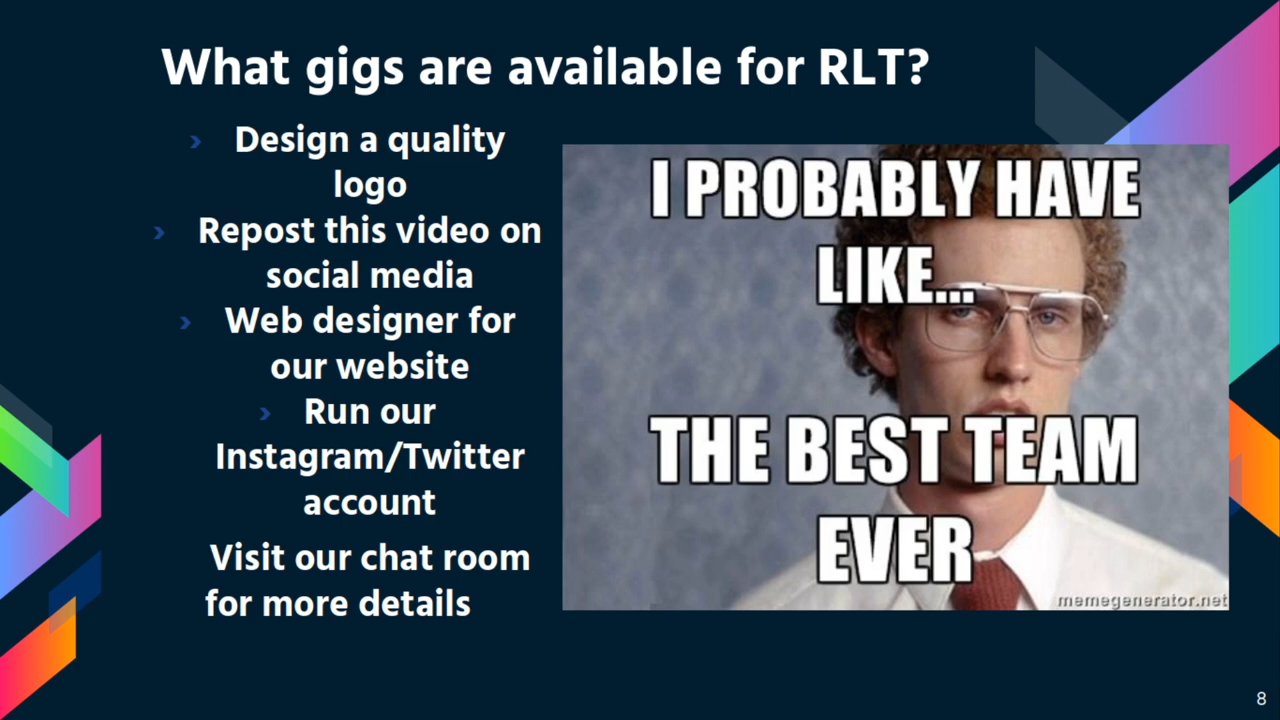 What gigs are available for RLT?
› Design a quality
logo
› Repost this video on
social media
› Web designer for
our website
› Run our
Instagram/Twitter
account
Visit our chat room
for more details
I PROBABLY HAVE
LIKE...
THE BEST TEAM
EVER
memegenerator.net
8